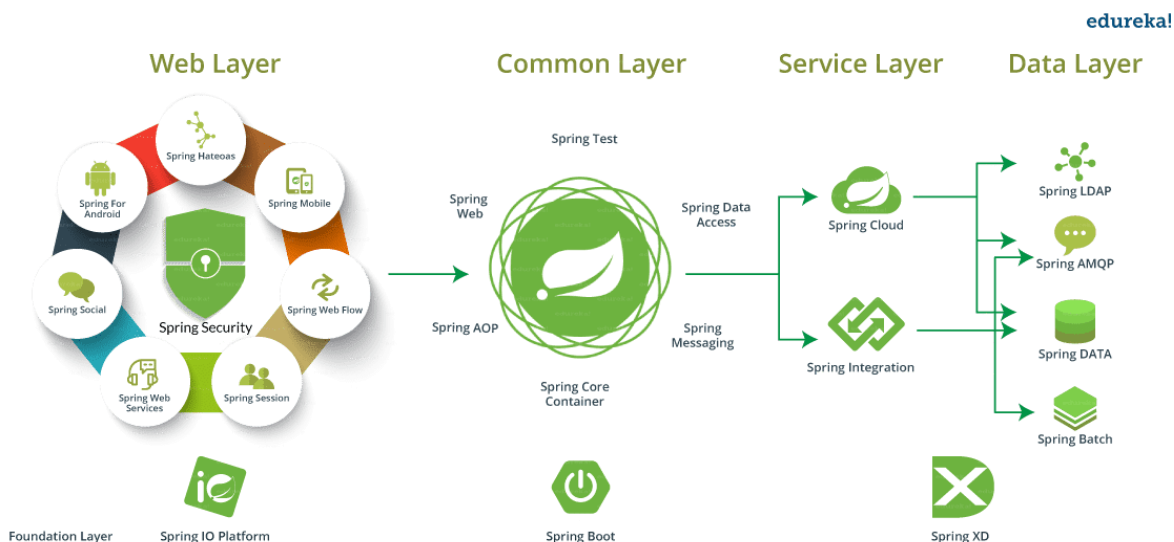 edureka!
Web Layer
Common Layer
Service Layer
Data Layer
Spring Hateoas
Spring For
Android
Spring Mobile
Spring Social
Spring Security
Spring Web Flow
Spring Web
Services
Spring Session
Spring Test
Spring
Web
Spring Data
Access
Spring AOP
Spring
Messaging
Spring Core
Container
Spring Cloud
Spring Integration
Spring LDAP
Spring AMQP
Spring DATA
Spring Batch
Foundation Layer
iO
Spring IO Platform
Spring Boot
Spring XD